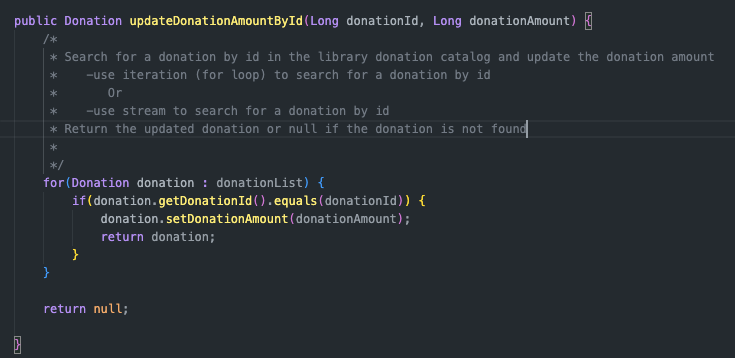 public Donation updateDonationAmountById(Long donationId, Long donationAmount) {
/*
* Search for a donation by id in the library donation catalog and update the donation amount
*    -use iteration (for loop) to search for a donation by id
*       Or
*    -use stream to search for a donation by id
* Return the updated donation or null if the donation is not found
*
*/
for(Donation donation : donationList) {
if(donation.getDonationId().equals(donationId)) {
donation.setDonationAmount(donationAmount);
return donation;
}
}
return null;
}